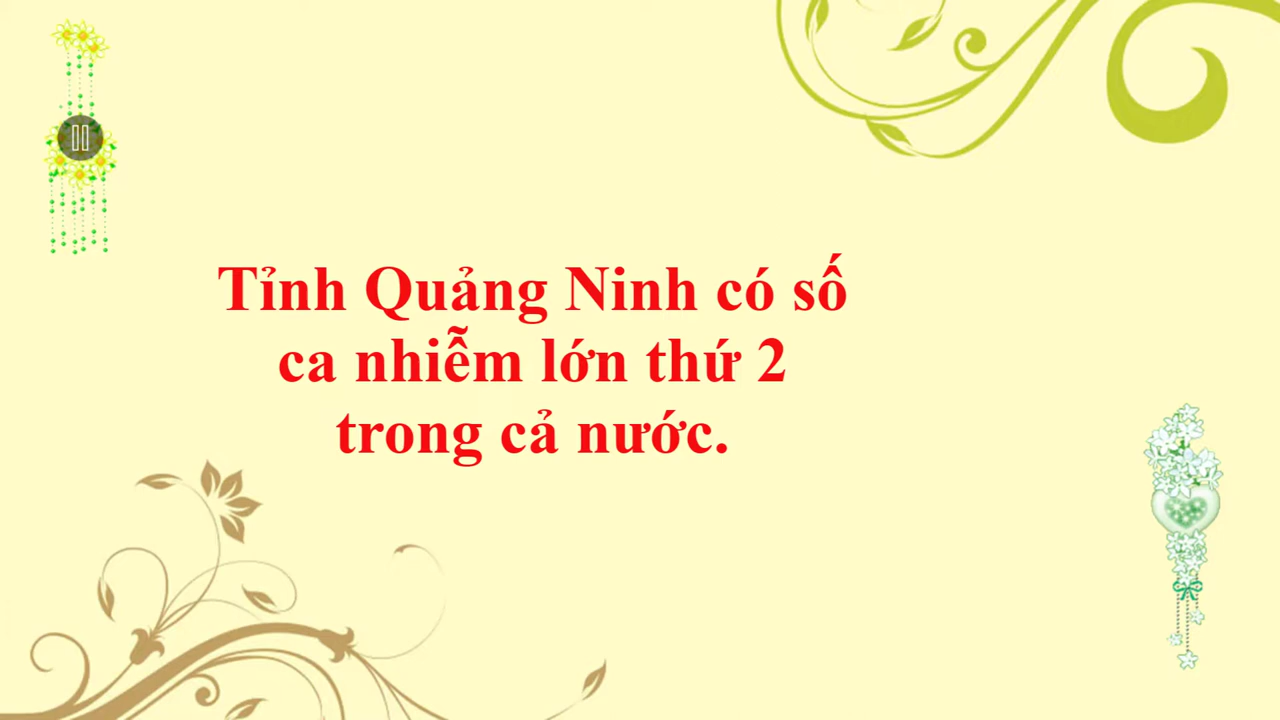 Tỉnh Quảng Ninh có số
ca nhiễm lớn thứ 2
trong cả nước.